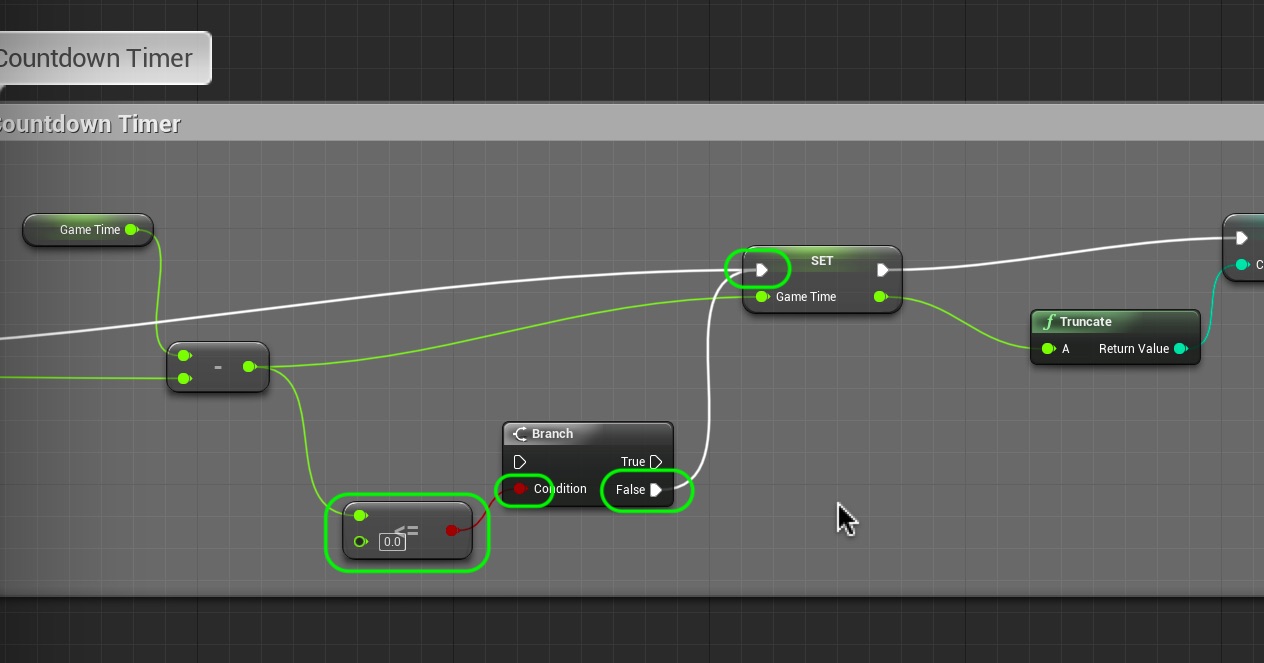 Countdown Timer
Countdown Timer
Game Time
SET
Game Time
C
f Truncate
A Return Value
-
Branch
True
Condition False
<=
0.0